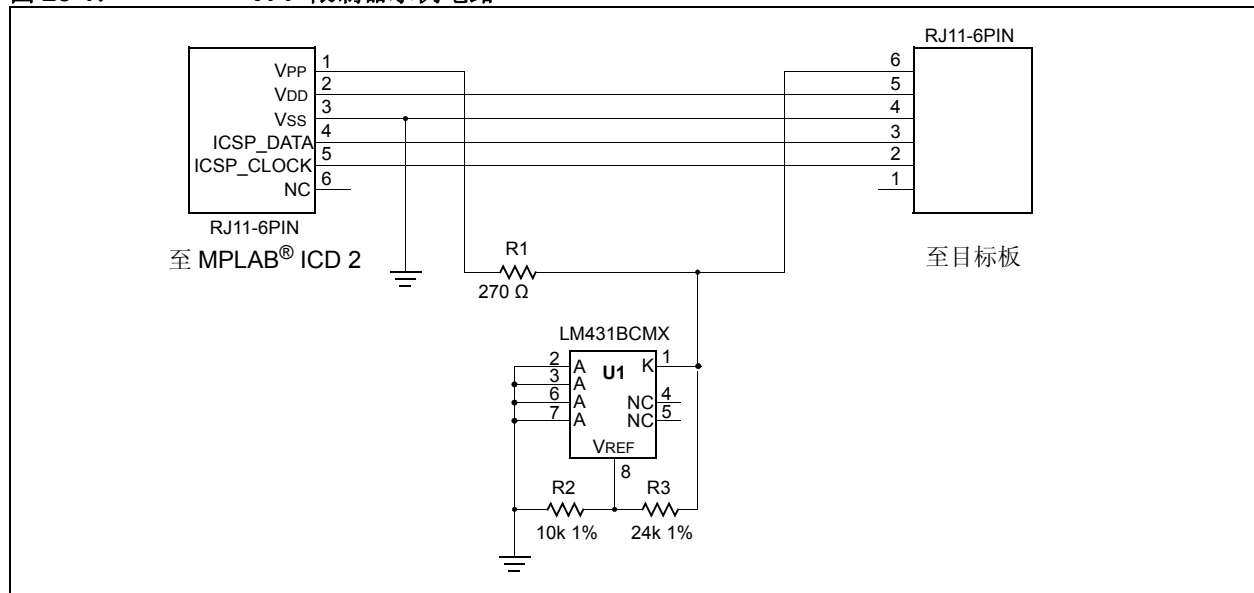 RJ11-6PIN
VPP 1
VDD 2
VSS 3
ICSP_DATA 4
ICSP_CLOCK 5
NC 6
RJ11-6PIN
至 MPLAB® ICD 2
6
5
4
3
2
1
至目标板
R1
270 Ω
LM431BCMX
2 A U1 K 1
3 A
6 A NC 4
7 A NC 5
VREF
8
R2 R3
10k 1% 24k 1%